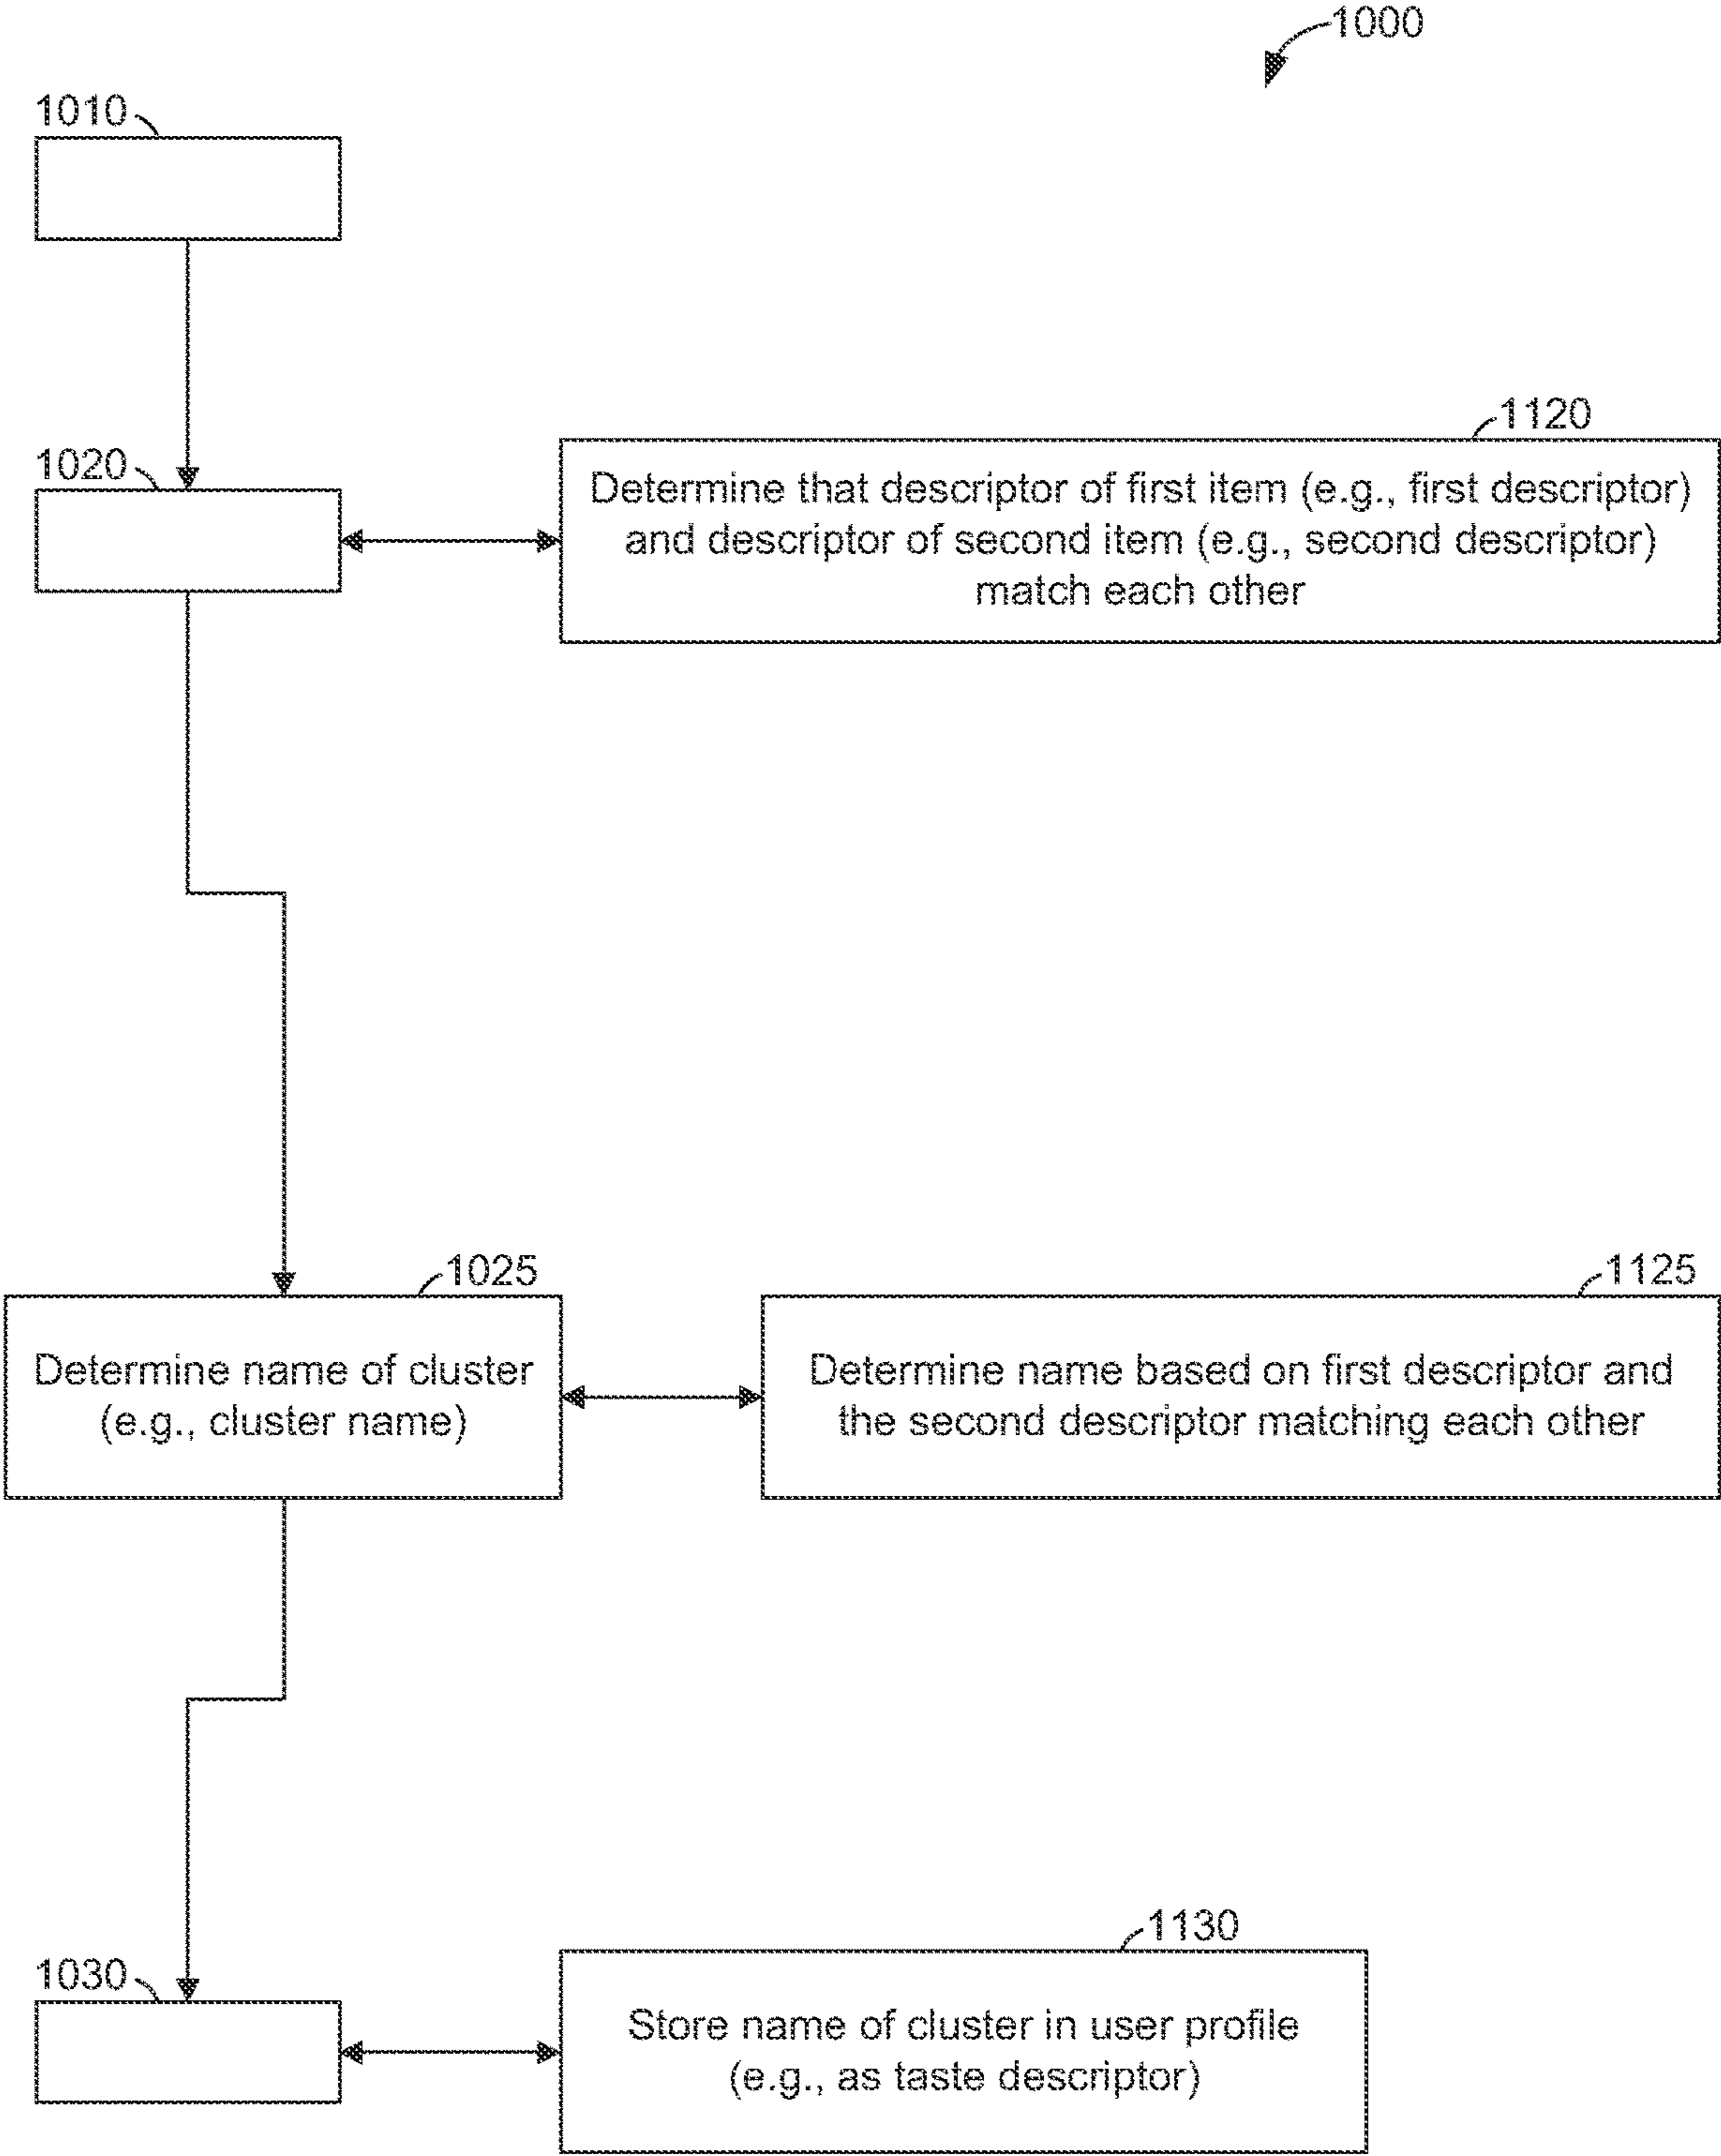 1000
1010
1020
1120
Determine that descriptor of first item (e.g., first descriptor)
and descriptor of second item (e.g., second descriptor)
match each other
1025
Determine name of cluster
(e.g., cluster name)
1125
Determine name based on first descriptor and
the second descriptor matching each other
1030
1130
Store name of cluster in user profile
(e.g., as taste descriptor)